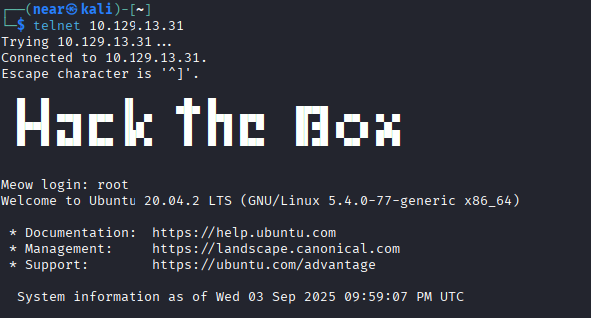 ┌──(near㉿kali)-[~]
└─$ telnet 10.129.13.31
Trying 10.129.13.31...
Connected to 10.129.13.31.
Escape character is '^]'.
Hack the Box
Meow login: root
Welcome to Ubuntu 20.04.2 LTS (GNU/Linux 5.4.0-77-generic x86_64)
* Documentation:  https://help.ubuntu.com
* Management:     https://landscape.canonical.com
* Support:        https://ubuntu.com/advantage
System information as of Wed 03 Sep 2025 09:59:07 PM UTC